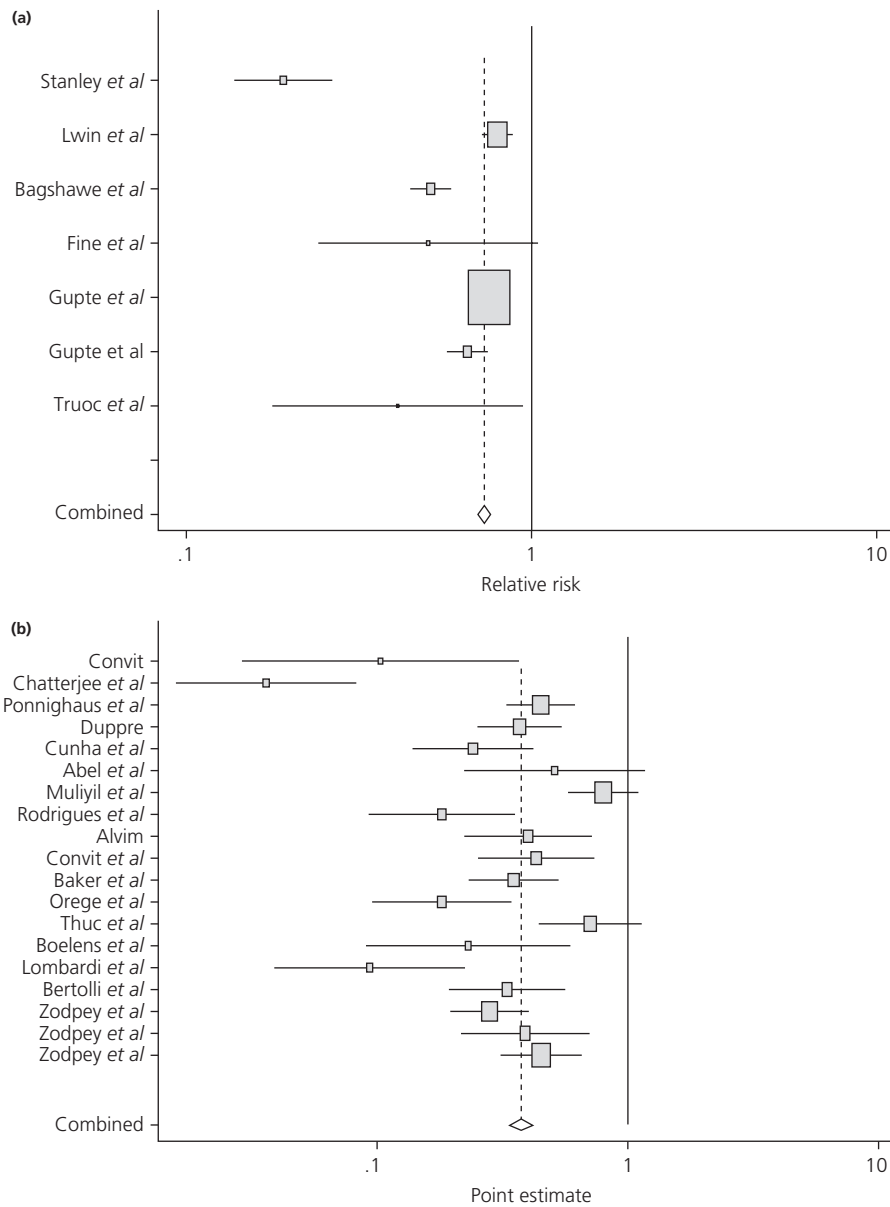 (a)
Stanley et al
Lwin et al
Bagshawe et al
Fine et al
Gupte et al
Gupte et al
Truoc et al
Combined
.1 1 10
Relative risk
(b)
Convit
Chatterjee et al
Ponnighaus et al
Duppre
Cunha et al
Abel et al
Muliyil et al
Rodrigues et al
Alvim
Convit et al
Baker et al
Orege et al
Thuc et al
Boelens et al
Lombardi et al
Bertolli et al
Zodpey et al
Zodpey et al
Zodpey et al
Combined
.1 1 10
Point estimate